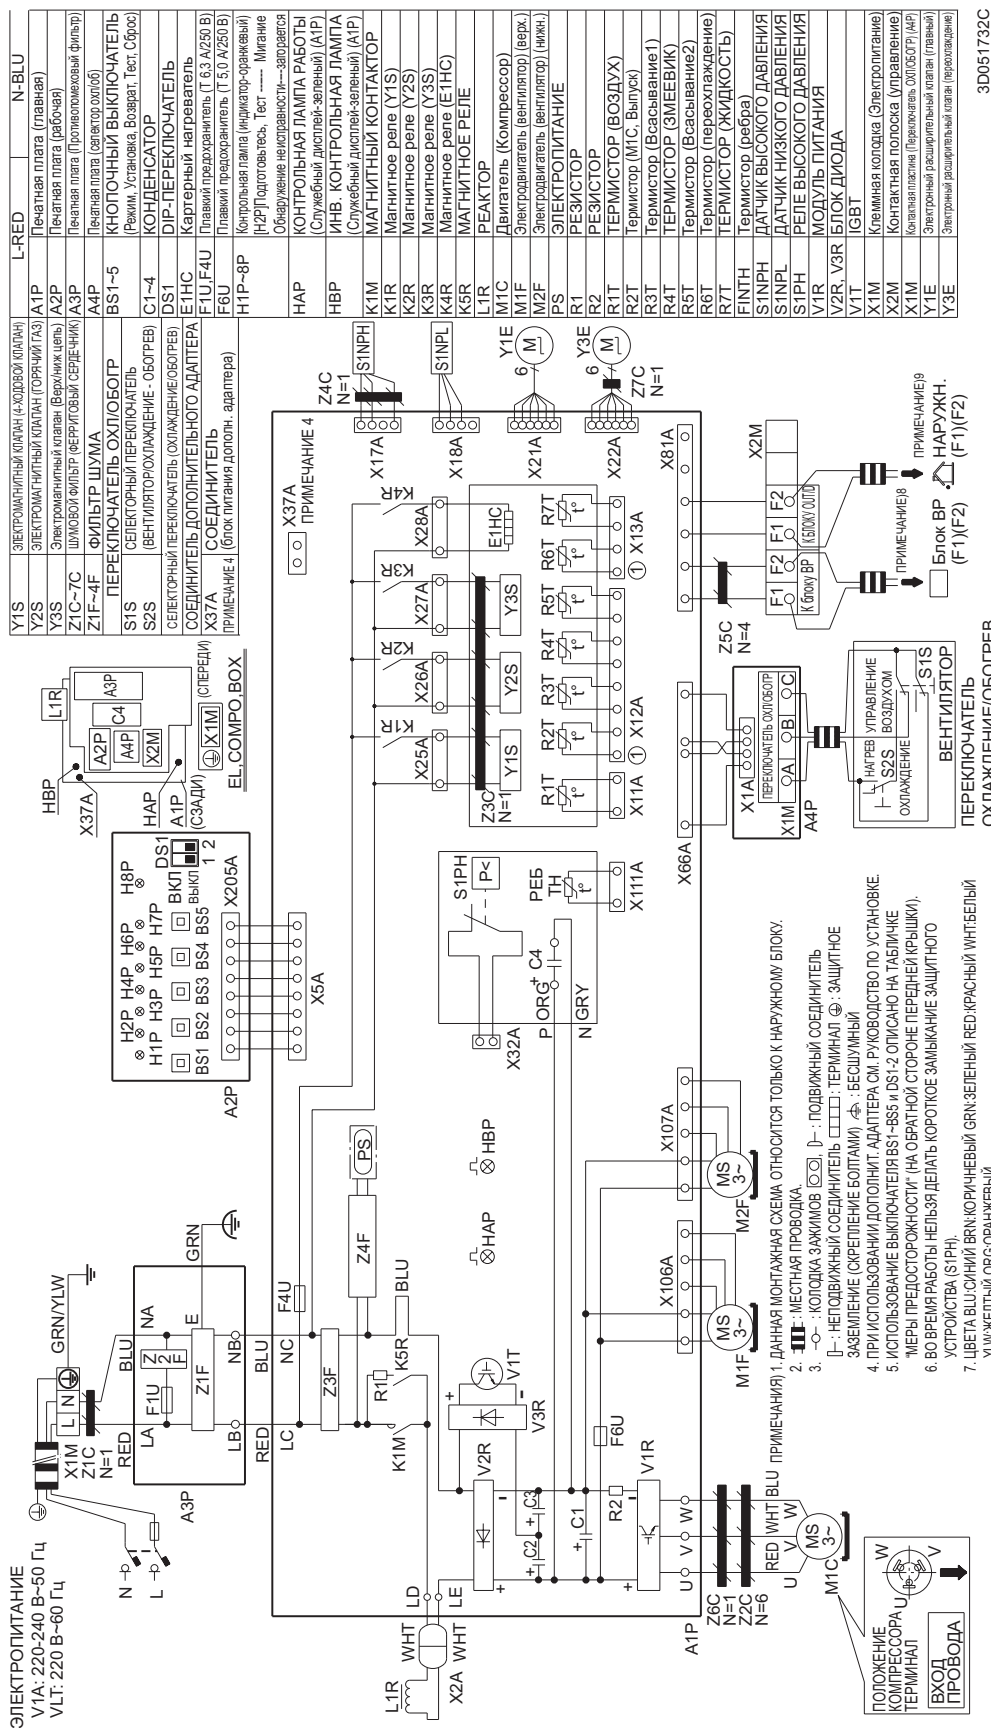 ЭЛЕКТРОПИТАНИЕ
V1A: 220-240 В~50 Гц
VLT: 220 В~60 Гц
N
L
X1M
Z1C
N=1
L
N
GRN/YLW
RED
BLU
A3P
LA
NA
F1U
Z
2
F
Z1F
E
GRN
LB
NB
RED
BLU
LC
NC
F4U
Z3F
Z4F
PS
R1
K1M
K5R
BLU
L1R
WHT
WHT
X2A
LD
LE
A1P
V2R
V3R
V1T
C2
C3
C1
R2
F6U
V1R
U
V
W
Z6C
N=1
Z2C
N=6
RED
WHT
BLU
U
V
W
MS
3~
M1C
ПОЛОЖЕНИЕ
КОМПРЕССОРА
ТЕРМИНАЛ
ВХОД
ПРОВОДА
U
W
V
MS
3~
M1F
X106A
MS
3~
M2F
X107A
HAP
HBP
H2P H4P H6P H8P
H1P H3P H5P H7P
BS1 BS2 BS3 BS4 BS5
DS1
ВКЛ
ВЫКЛ
1 2
A2P
X205A
X5A
X32A
S1PH
P<
P
ORG
C4
N
GRY
РЕБ
ТН
t°
X111A
HBP
X37A
HAP
A1P
(СЗАДИ)
L1R
A3P
C4
A2P
A4P
X2M
X1M
(СПЕРЕДИ)
EL,COMPO,BOX
K1R
K2R
K3R
K4R
X25A
X26A
X27A
X28A
Z3C
N=1
Y1S
Y2S
Y3S
E1HC
R1T
R2T
R3T
R4T
R5T
R6T
R7T
t°
t°
t°
t°
t°
t°
t°
X11A
1
X12A
1
X13A
X37A
ПРИМЕЧАНИЕ 4
Z4C
N=1
S1NPH
X17A
S1NPL
X18A
Y1E
M
6
X21A
Y3E
M
6
Z7C
N=1
X22A
X66A
X81A
X1A
ПЕРЕКЛЮЧАТЕЛЬ ОХЛ/ОБОГР
X1M
A
B
C
A4P
НАГРЕВ
S2S
ОХЛАЖДЕНИЕ
УПРАВЛЕНИЕ
ВОЗДУХОМ
S1S
ВЕНТИЛЯТОР
ПЕРЕКЛЮЧАТЕЛЬ
ОХЛАЖДЕНИЕ/ОБОГРЕВ
Z5C
N=4
X2M
F1
F2
F1
F2
К блоку ВР
К БЛОКУ OUT/D
ПРИМЕЧАНИЕ)8
ПРИМЕЧАНИЕ)9
Блок ВР
(F1)(F2)
НАРУЖН.
(F1)(F2)
ПРИМЕЧАНИЯ) 1. ДАННАЯ МОНТАЖНАЯ СХЕМА ОТНОСИТСЯ ТОЛЬКО К НАРУЖНОМУ БЛОКУ.
2. : МЕСТНАЯ ПРОВОДКА.
3. : КОЛОДКА ЗАЖИМОВ , : ПОДВИЖНЫЙ СОЕДИНИТЕЛЬ
: НЕПОДВИЖНЫЙ СОЕДИНИТЕЛЬ : ТЕРМИНАЛ : ЗАЩИТНОЕ
ЗАЗЕМЛЕНИЕ (СКРЕПЛЕНИЕ БОЛТАМИ) : БЕСШУМНЫЙ
4. ПРИ ИСПОЛЬЗОВАНИИ ДОПОЛНИТ. АДАПТЕРА СМ. РУКОВОДСТВО ПО УСТАНОВКЕ.
5. ИСПОЛЬЗОВАНИЕ ВЫКЛЮЧАТЕЛЯ BS1~BS5 и DS1-2 ОПИСАНО НА ТАБЛИЧКЕ
"МЕРЫ ПРЕДОСТОРОЖНОСТИ" (НА ОБРАТНОЙ СТОРОНЕ ПЕРЕДНЕЙ КРЫШКИ).
6. ВО ВРЕМЯ РАБОТЫ НЕЛЬЗЯ ДЕЛАТЬ КОРОТКОЕ ЗАМЫКАНИЕ ЗАЩИТНОГО
УСТРОЙСТВА (S1PH).
7. ЦВЕТА BLU:СИНИЙ BRN:КОРИЧНЕВЫЙ GRN:ЗЕЛЕНЫЙ RED:КРАСНЫЙ WHT:БЕЛЫЙ
YLW:ЖЕЛТЫЙ ORG:ОРАНЖЕВЫЙ
Y1S ЭЛЕКТРОМАГНИТНЫЙ КЛАПАН (4-ХОДОВОЙ КЛАПАН)
Y2S ЭЛЕКТРОМАГНИТНЫЙ КЛАПАН (ГОРЯЧИЙ ГАЗ)
Y3S Электромагнитный клапан (Верх/ниж цепь)
Z1C~7C ШУМОВОЙ ФИЛЬТР (ФЕРРИТОВЫЙ СЕРДЕЧНИК)
Z1F~4F ФИЛЬТР ШУМА
ПЕРЕКЛЮЧАТЕЛЬ ОХЛ/ОБОГР
S1S СЕЛЕКТОРНЫЙ ПЕРЕКЛЮЧАТЕЛЬ
S2S (ВЕНТИЛЯТОР/ОХЛАЖДЕНИЕ - ОБОГРЕВ)
СЕЛЕКТОРНЫЙ ПЕРЕКЛЮЧАТЕЛЬ (ОХЛАЖДЕНИЕ/ОБОГРЕВ)
СОЕДИНИТЕЛЬ ДОПОЛНИТЕЛЬНОГО АДАПТЕРА
X37A СОЕДИНИТЕЛЬ
ПРИМЕЧАНИЕ 4 (блок питания дополн. адаптера)
L-RED N-BLU
A1P Печатная плата (главная)
A2P Печатная плата (рабочая)
A3P Печатная плата (Противопомеховый фильтр)
A4P Печатная плата (селектор охл/об)
BS1~5 КНОПОЧНЫЙ ВЫКЛЮЧАТЕЛЬ
(Режим, Установка, Возврат, Тест, Сброс)
C1~4 КОНДЕНСАТОР
DS1 DIP-ПЕРЕКЛЮЧАТЕЛЬ
E1HC Картерный нагреватель
F1U,F4U Плавкий предохранитель (Т 6,3 А/250 В)
F6U Плавкий предохранитель (Т 5,0 А/250 В)
H1P~8P Контрольная лампа (индикатор-оранжевый)
[H2P]Подготовьтесь, Тест ------- Мигание
Обнаружение неисправности----загорается
HAP КОНТРОЛЬНАЯ ЛАМПА РАБОТЫ
(Служебный дисплей-зеленый) (A1P)
HBP ИНВ. КОНТРОЛЬНАЯ ЛАМПА
(Служебный дисплей-зеленый) (A1P)
K1M МАГНИТНЫЙ КОНТАКТОР
K1R Магнитное реле (Y1S)
K2R Магнитное реле (Y2S)
K3R Магнитное реле (Y3S)
K4R Магнитное реле (E1HC)
K5R МАГНИТНОЕ РЕЛЕ
L1R РЕАКТОР
M1C Двигатель (Компрессор)
M1F Электродвигатель (вентилятор) (верх.)
M2F Электродвигатель (вентилятор) (нижн.)
PS ЭЛЕКТРОПИТАНИЕ
R1 РЕЗИСТОР
R2 РЕЗИСТОР
R1T ТЕРМИСТОР (ВОЗДУХ)
R2T Термистор (M1C, Выпуск)
R3T Термистор (Всасывание1)
R4T ТЕРМИСТОР (ЗМЕЕВИК)
R5T Термистор (Всасывание2)
R6T Термистор (переохлаждение)
R7T ТЕРМИСТОР (ЖИДКОСТЬ)
FINTH Термистор (ребра)
S1NPH ДАТЧИК ВЫСОКОГО ДАВЛЕНИЯ
S1NPL ДАТЧИК НИЗКОГО ДАВЛЕНИЯ
S1PH РЕЛЕ ВЫСОКОГО ДАВЛЕНИЯ
V1R МОДУЛЬ ПИТАНИЯ
V2R, V3R БЛОК ДИОДА
V1T IGBT
X1M Клеммная колодка (Электропитание)
X2M Контактная полоска (управление)
X1M Контактная пластина (Переключатель ОХЛ/ОБОГР) (A4P)
Y1E Электронный расширительный клапан (главный)
Y3E Электронный расширительный клапан (переохлаждение)
3D051732C